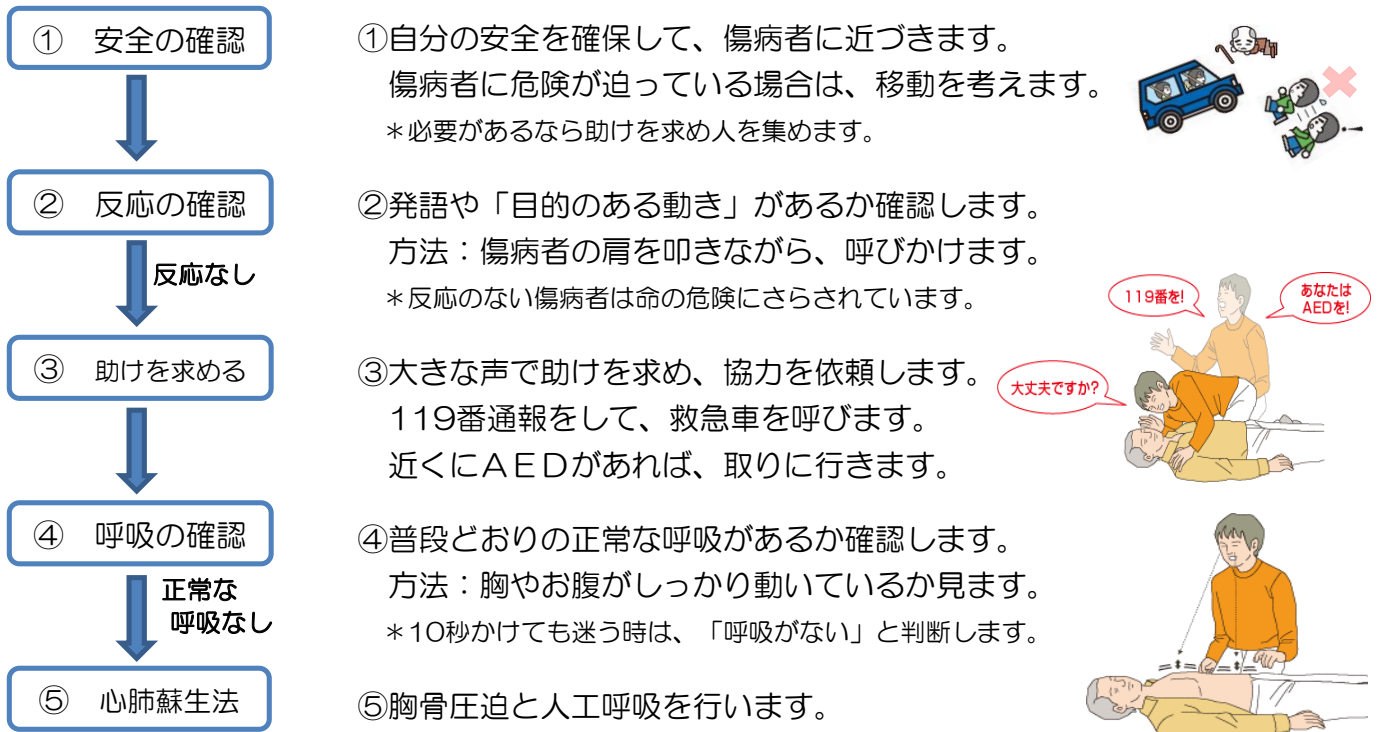 ① 安全の確認
①自分の安全を確保して、傷病者に近づきます。
傷病者に危険が迫っている場合は、移動を考えます。
＊必要があるなら助けを求め人を集めます。
② 反応の確認
②発語や「目的のある動き」があるか確認します。
方法：傷病者の肩を叩きながら、呼びかけます。
＊反応のない傷病者は命の危険にさらされています。
反応なし
119番を!
あなたは
AEDを!
大丈夫ですか?
③ 助けを求める
③大きな声で助けを求め、協力を依頼します。
119番通報をして、救急車を呼びます。
近くにＡＥＤがあれば、取りに行きます。
④ 呼吸の確認
④普段どおりの正常な呼吸があるか確認します。
方法：胸やお腹がしっかり動いているか見ます。
＊10秒かけても迷う時は、「呼吸がない」と判断します。
正常な
呼吸なし
⑤ 心肺蘇生法
⑤胸骨圧迫と人工呼吸を行います。